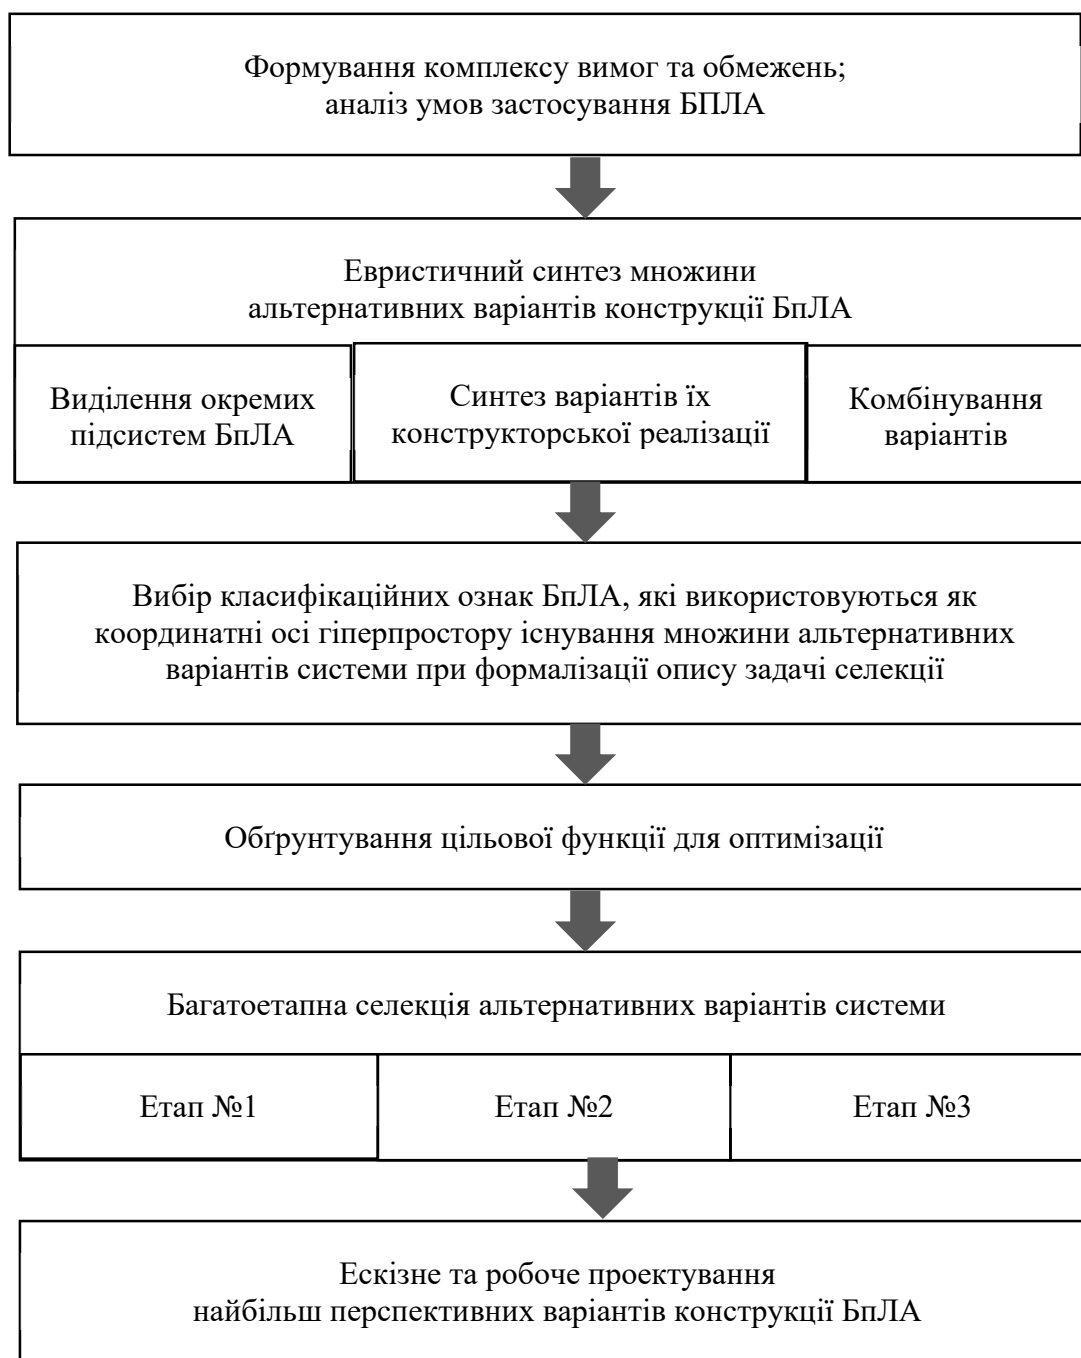 Формування комплексу вимог та обмежень;
аналіз умов застосування БПЛА
Евристичний синтез множини
альтернативних варіантів конструкції БпЛА
Виділення окремих
підсистем БпЛА
Синтез варіантів їх
конструкторської реалізації
Комбінування
варіантів
Вибір класифікаційних ознак БпЛА, які використовуються як
координатні осі гіперпростору існування множини альтернативних
варіантів системи при формалізації опису задачі селекції
Обґрунтування цільової функції для оптимізації
Багатоетапна селекція альтернативних варіантів системи
Етап №1
Етап №2
Етап №3
Ескізне та робоче проектування
найбільш перспективних варіантів конструкції БпЛА